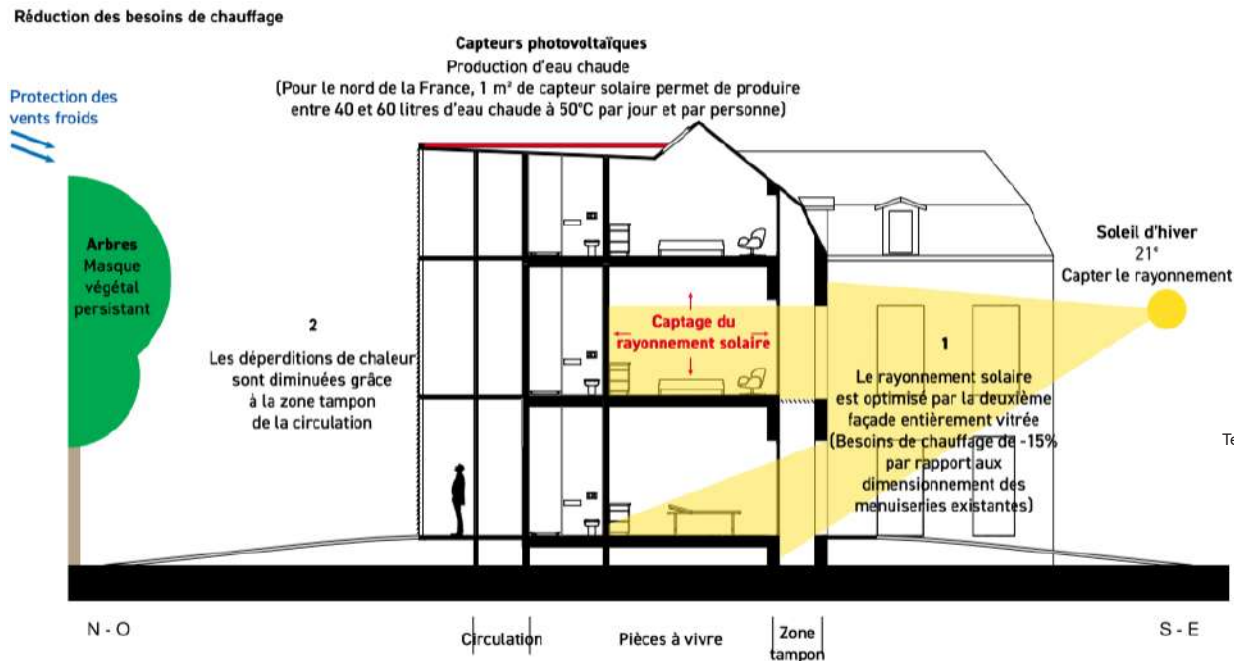 Réduction des besoins de chauffage
Capteurs photovoltaïques
Production d'eau chaude
(Pour le nord de la France, 1 m² de capteur solaire permet de produire
entre 40 et 60 litres d'eau chaude à 50°C par jour et par personne)
Protection des
vents froids
Arbres
Masque
végétal
persistant
2
Les déperditions de chaleur
sont diminuées grâce
à la zone tampon
de la circulation
Captage du
rayonnement solaire
Soleil d'hiver
21°
Capter le rayonnement
1
Le rayonnement solaire
est optimisé par la deuxième
façade entièrement vitrée
(Besoins de chauffage de -15%
par rapport aux
dimensionnement des
menuiseries existantes)
Te
N - O
Circulation
Pièces à vivre
Zone
tampon
S - E